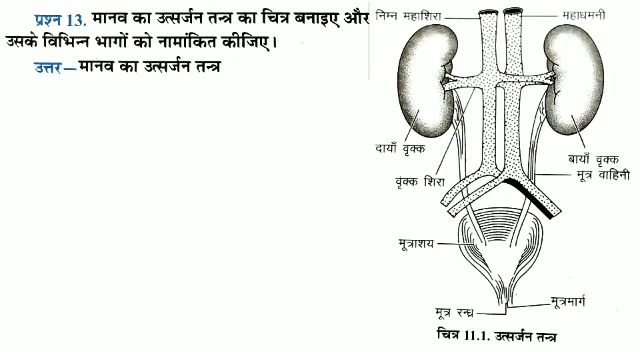 प्रश्न 13. मानव का उत्सर्जन तन्त्र का चित्र बनाइए और
उसके विभिन्न भागों को नामांकित कीजिए।
उत्तर—मानव का उत्सर्जन तन्त्र
निम्न महाशिरा
महाधमनी
दायाँ वृक्क
बायाँ वृक्क
वृक्क शिरा
मूत्र वाहिनी
मूत्राशय
मूत्रमार्ग
मूत्र रन्ध्र
चित्र 11.1. उत्सर्जन तन्त्र